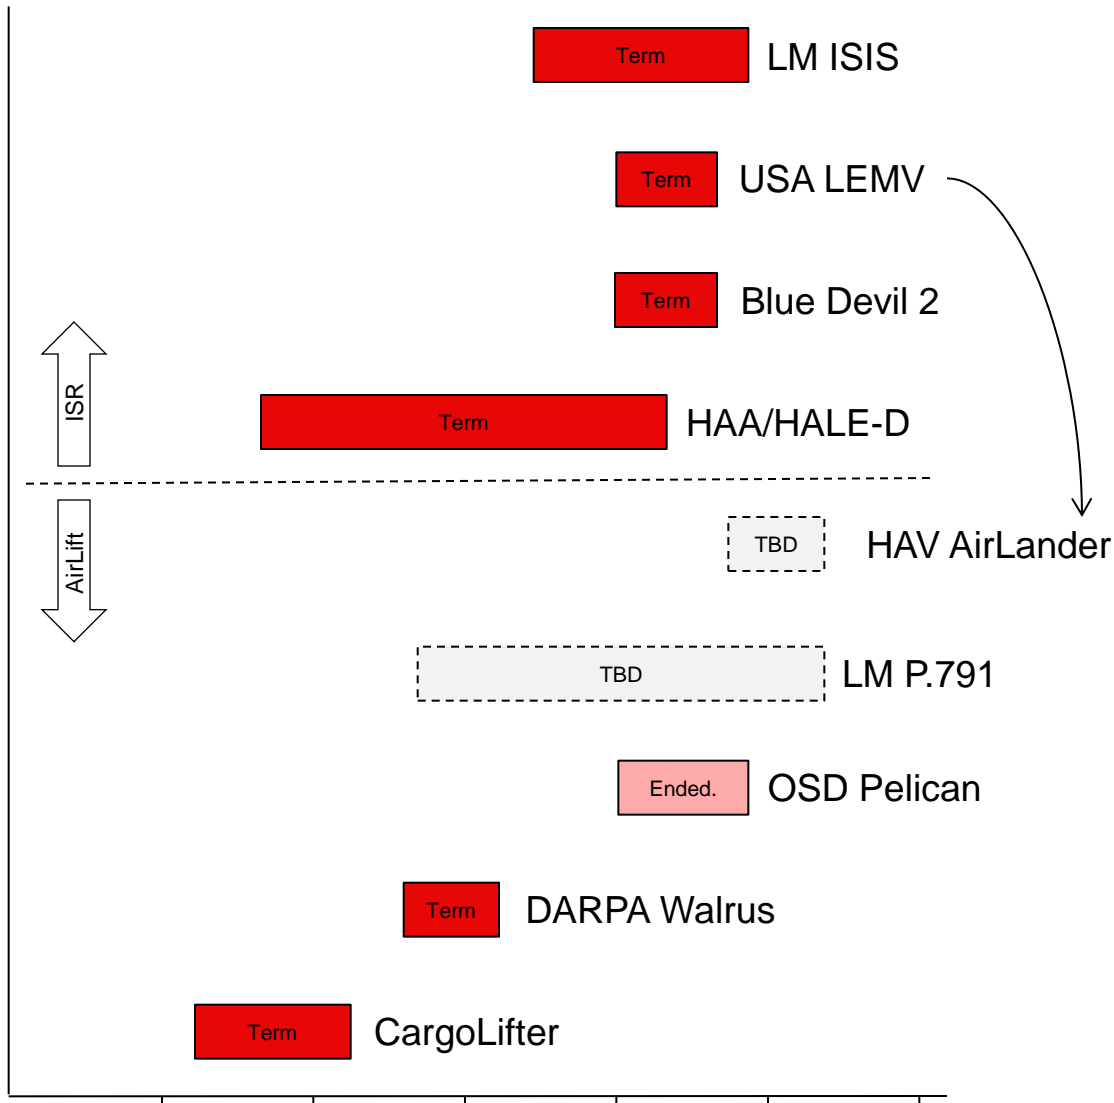 Term LM ISIS
Term USA LEMV
Term Blue Devil 2
ISR
Term HAA/HALE-D
AirLift
TBD HAV AirLander
TBD LM P.791
Ended. OSD Pelican
Term DARPA Walrus
Term CargoLifter